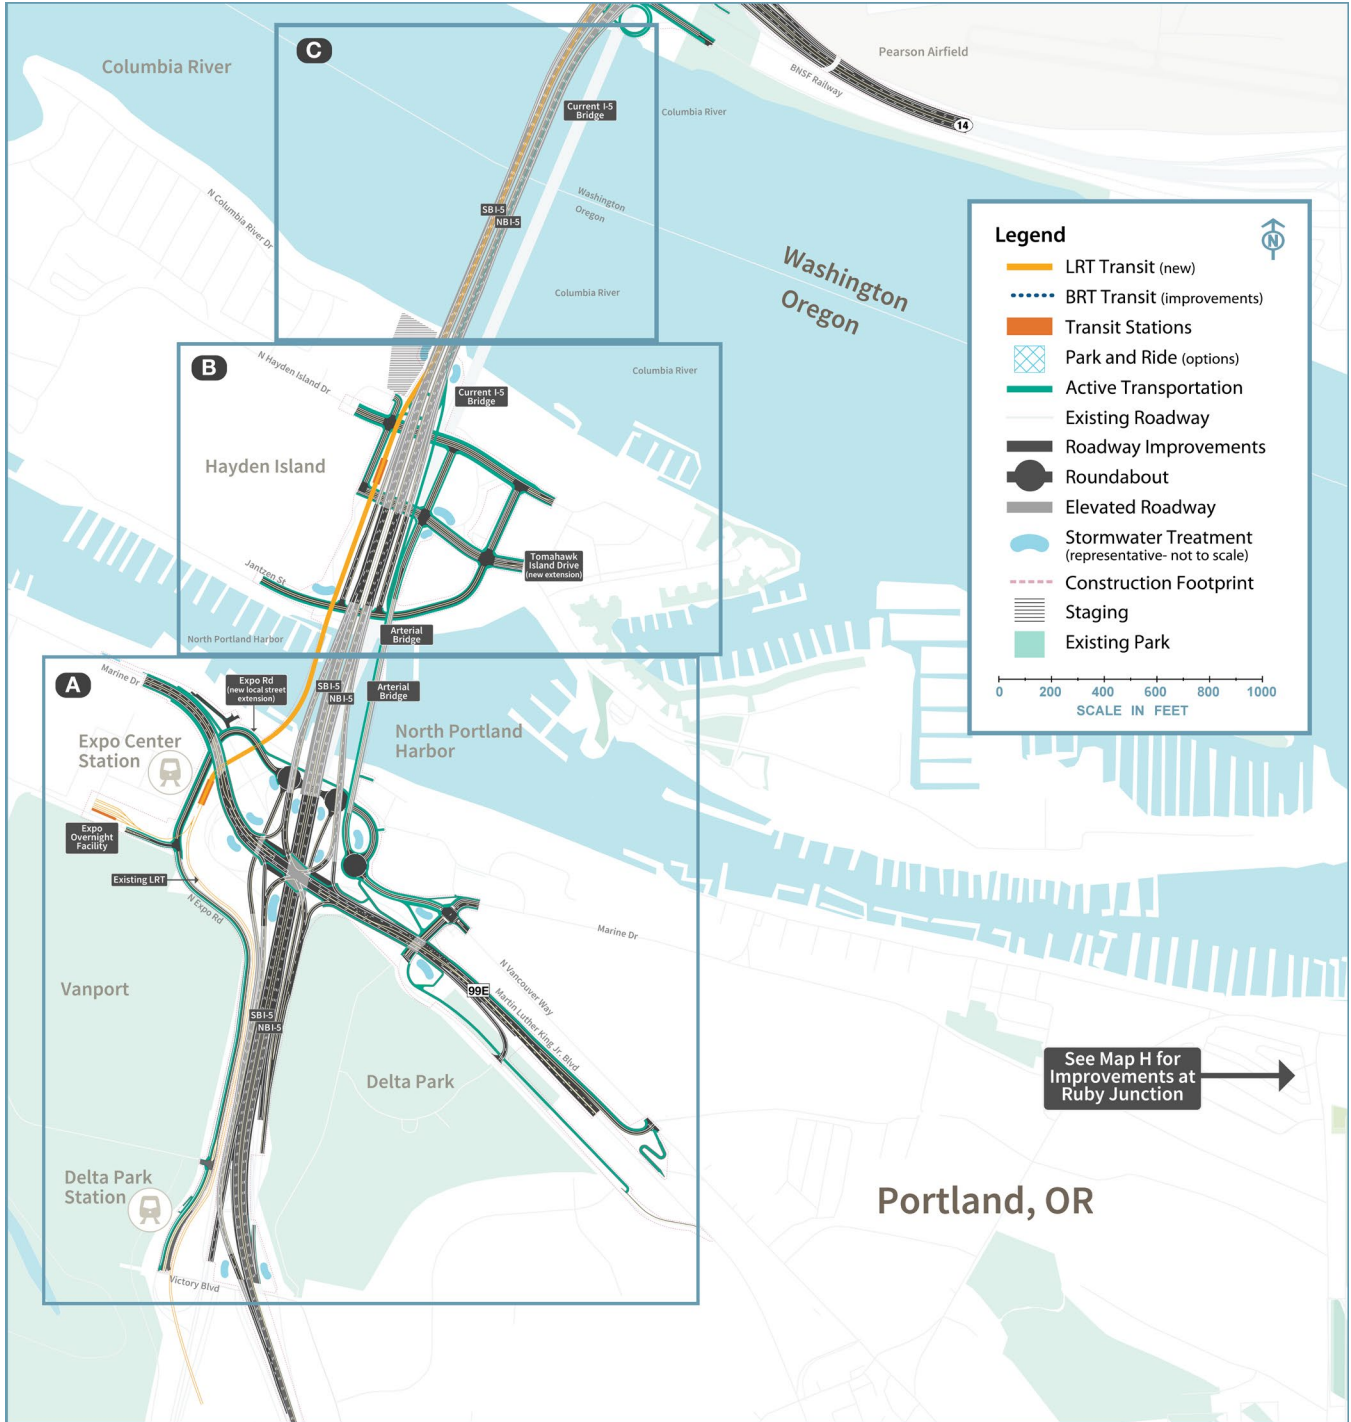 C
Columbia River
Pearson Airfield
BNSF Railway
14
Current I-5
Bridge
Columbia River
N Columbia River Dr
Washington
Oregon
SB I-5
NB I-5
Columbia River
Washington
Oregon
Legend
N
LRT Transit (new)
BRT Transit (improvements)
Transit Stations
Park and Ride (options)
Active Transportation
Existing Roadway
Roadway Improvements
Roundabout
Elevated Roadway
Stormwater Treatment
(representative- not to scale)
Construction Footprint
Staging
Existing Park
0 200 400 600 800 1000
SCALE IN FEET
B
N Hayden Island Dr
Columbia River
Current I-5
Bridge
Hayden Island
Jantzen St
Tomahawk
Island Drive
(new extension)
North Portland Harbor
Arterial
Bridge
A
Marine Dr
Expo Rd
(new local street
extension)
SB I-5
NB I-5
Arterial
Bridge
Expo Center
Station
North Portland
Harbor
Expo
Overnight
Facility
Existing LRT
N Expo Rd
Marine Dr
N Vancouver Way
99E
Martin Luther King Jr. Blvd
Vanport
SB I-5
NB I-5
Delta Park
See Map H for
Improvements at
Ruby Junction
Delta Park
Station
Portland, OR
Victory Blvd